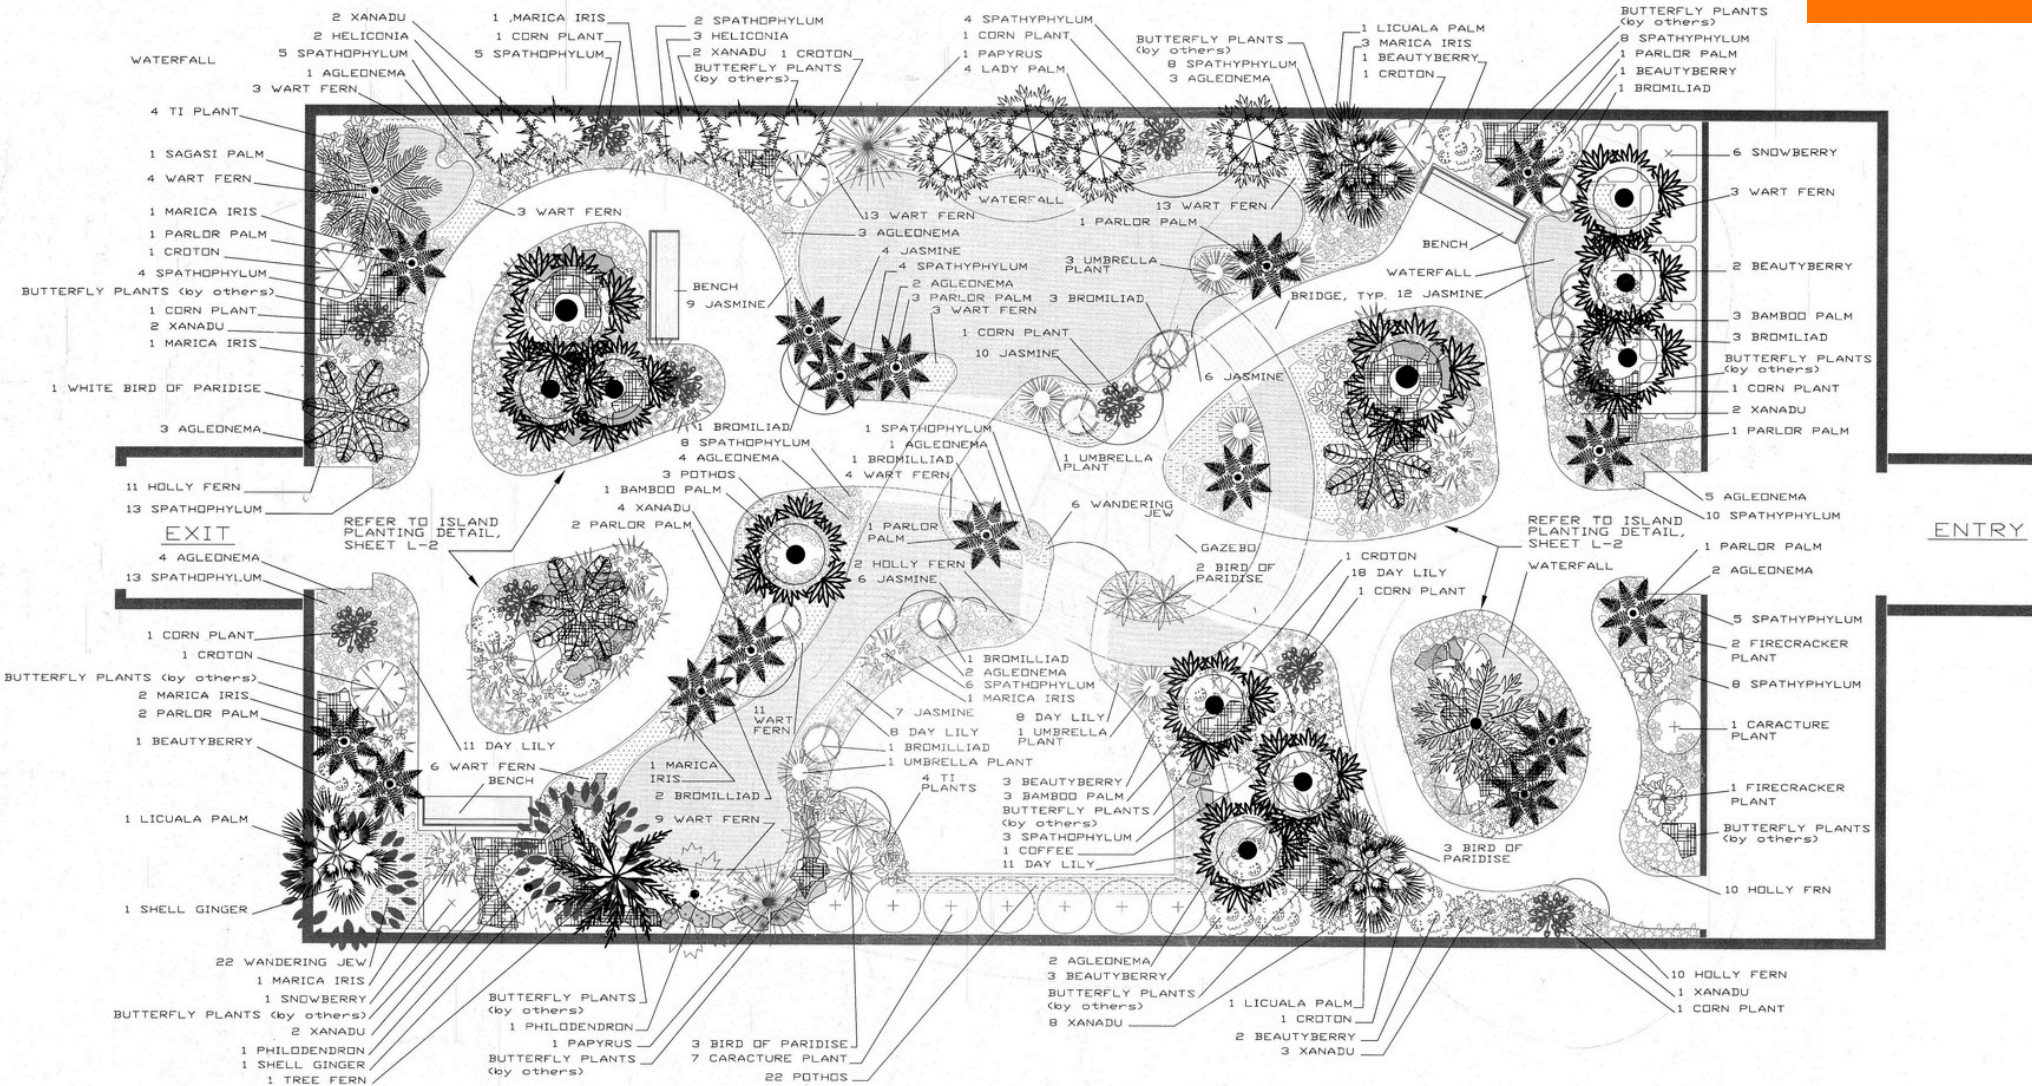 2 XANADU
2 HELICONIA
5 SPATHOPHYLUM
1 AGLEONEMA
3 WART FERN
WATERFALL
1 ,MARICA IRIS
1 CORN PLANT
5 SPATHOPHYLUM
2 SPATHOPHYLUM
3 HELICONIA
2 XANADU
1 CROTON
BUTTERFLY PLANTS
(by others)
4 SPATHYPHYLUM
1 CORN PLANT
1 PAPYRUS
4 LADY PALM
BUTTERFLY PLANTS
(by others)
8 SPATHYPHYLUM
3 AGLEONEMA
1 LICUALA PALM
3 MARICA IRIS
1 BEAUTYBERRY
1 CROTON
BUTTERFLY PLANTS
(by others)
8 SPATHYPHYLUM
1 PARLOR PALM
1 BEAUTYBERRY
1 BROMILIAD
4 TI PLANT
1 SAGASI PALM
4 WART FERN
1 MARICA IRIS
1 PARLOR PALM
1 CROTON
4 SPATHOPHYLUM
BUTTERFLY PLANTS (by others)
1 CORN PLANT
2 XANADU
1 MARICA IRIS
1 WHITE BIRD OF PARIDISE
3 AGLEONEMA
11 HOLLY FERN
13 SPATHOPHYLUM
EXIT
3 WART FERN
BENCH
9 JASMINE
13 WART FERN
3 AGLEONEMA
4 JASMINE
4 SPATHYPHYLUM
2 AGLEONEMA
3 PARLOR PALM
3 WART FERN
WATERFALL
13 WART FERN
1 PARLOR PALM
3 UMBRELLA
PLANT
3 BROMILIAD
1 CORN PLANT
10 JASMINE
BRIDGE, TYP.
6 JASMINE
BENCH
WATERFALL
12 JASMINE
6 SNOWBERRY
3 WART FERN
2 BEAUTYBERRY
3 BAMBOO PALM
3 BROMILIAD
BUTTERFLY PLANTS
(by others)
1 CORN PLANT
2 XANADU
1 PARLOR PALM
5 AGLEONEMA
10 SPATHYPHYLUM
ENTRY
1 BROMILIAD
8 SPATHOPHYLUM
4 AGLEONEMA
3 POTHOS
1 BAMBOO PALM
4 XANADU
2 PARLOR PALM
1 SPATHOPHYLUM
1 AGLEONEMA
1 BROMILLIAD
4 WART FERN
1 UMBRELLA
PLANT
6 WANDERING
JEW
1 PARLOR
PALM
2 HOLLY FERN
6 JASMINE
GAZEBO
2 BIRD OF
PARIDISE
1 CROTON
18 DAY LILY
1 CORN PLANT
REFER TO ISLAND
PLANTING DETAIL,
SHEET L-2
REFER TO ISLAND
PLANTING DETAIL,
SHEET L-2
WATERFALL
1 PARLOR PALM
2 AGLEONEMA
5 SPATHYPHYLUM
2 FIRECRACKER
PLANT
8 SPATHYPHYLUM
1 CARACTURE
PLANT
1 FIRECRACKER
PLANT
BUTTERFLY PLANTS
(by others)
10 HOLLY FRN
4 AGLEONEMA
13 SPATHOPHYLUM
1 CORN PLANT
1 CROTON
BUTTERFLY PLANTS (by others)
2 MARICA IRIS
2 PARLOR PALM
1 BEAUTYBERRY
1 LICUALA PALM
1 SHELL GINGER
11 DAY LILY
6 WART FERN
BENCH
11
WART
FERN
1 MARICA
IRIS
2 BROMILLIAD
9 WART FERN
1 BROMILLIAD
2 AGLEONEMA
6 SPATHOPHYLUM
1 MARICA IRIS
7 JASMINE
8 DAY LILY
1 BROMILLIAD
1 UMBRELLA PLANT
4 TI
PLANTS
8 DAY LILY
1 UMBRELLA
PLANT
3 BEAUTYBERRY
3 BAMBOO PALM
BUTTERFLY PLANTS
(by others)
3 SPATHOPHYLUM
1 COFFEE
11 DAY LILY
3 BIRD OF
PARIDISE
22 WANDERING JEW
1 MARICA IRIS
1 SNOWBERRY
BUTTERFLY PLANTS (by others)
2 XANADU
1 PHILODENDRON
1 SHELL GINGER
1 TREE FERN
BUTTERFLY PLANTS
(by others)
1 PHILODENDRON
1 PAPYRUS
BUTTERFLY PLANTS
(by others)
3 BIRD OF PARIDISE
7 CARACTURE PLANT
22 POTHOS
2 AGLEONEMA
3 BEAUTYBERRY
BUTTERFLY PLANTS
(by others)
8 XANADU
1 LICUALA PALM
1 CROTON
2 BEAUTYBERRY
3 XANADU
10 HOLLY FERN
1 XANADU
1 CORN PLANT